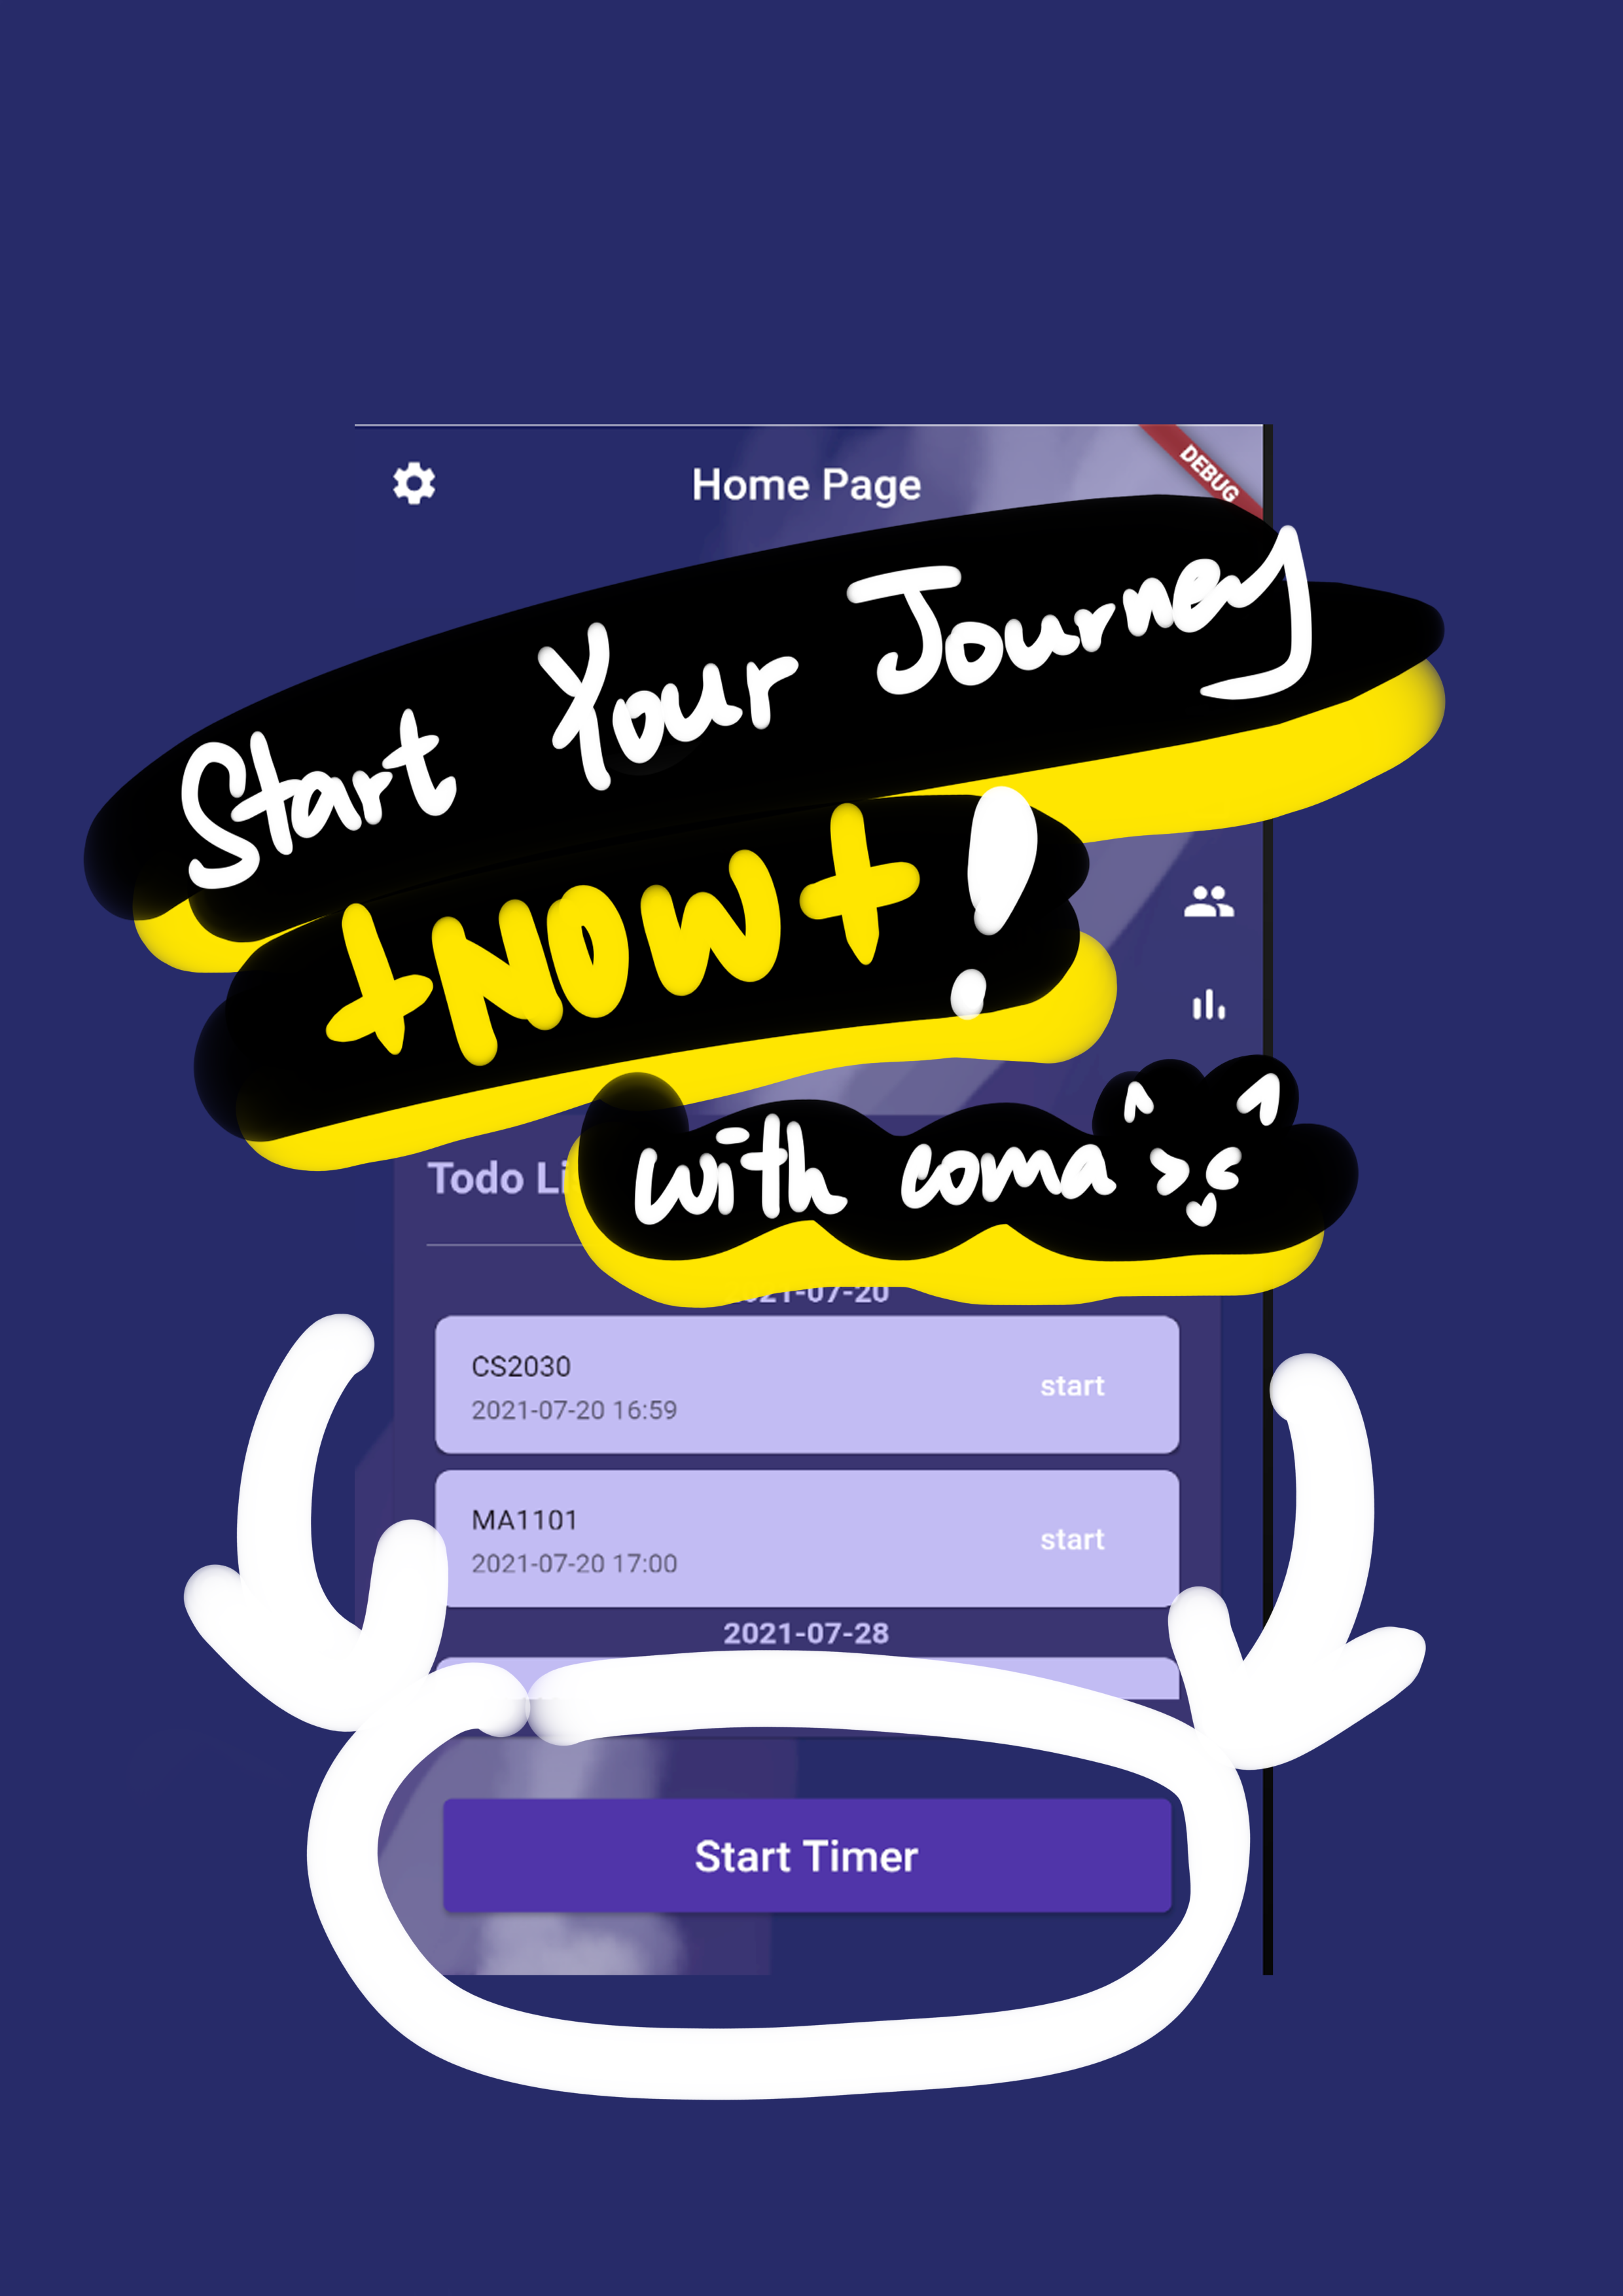 Home Page
DEBUG
Start Your Journey
+NOW+!
with coma
Todo Li
21-07-20
CS2030
start
2021-07-20 16:59
MA1101
start
2021-07-20 17:00
2021-07-28
Start Timer